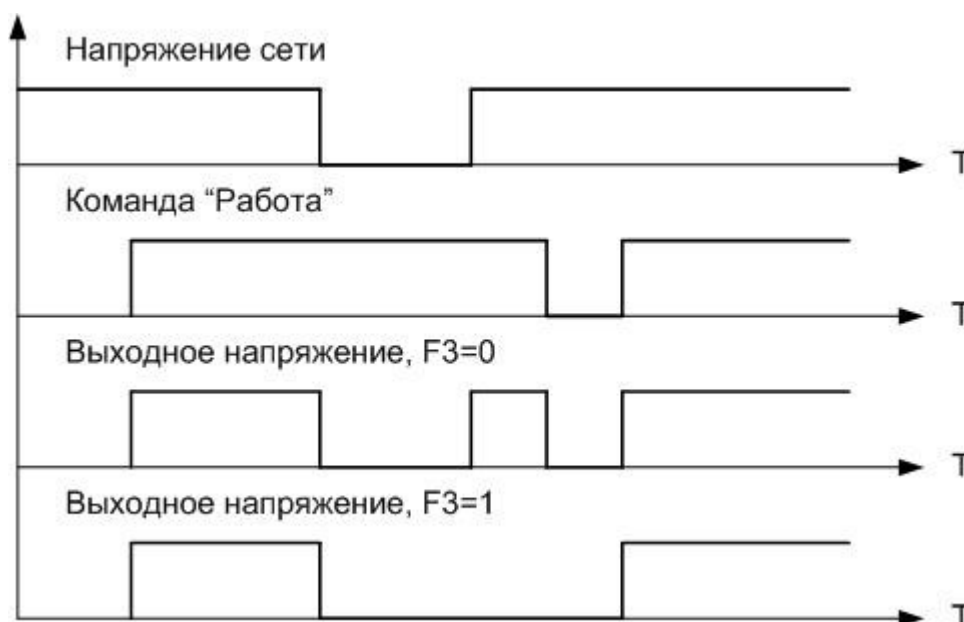 Напряжение сети
T
Команда “Работа”
T
Выходное напряжение, F3=0
T
Выходное напряжение, F3=1
T